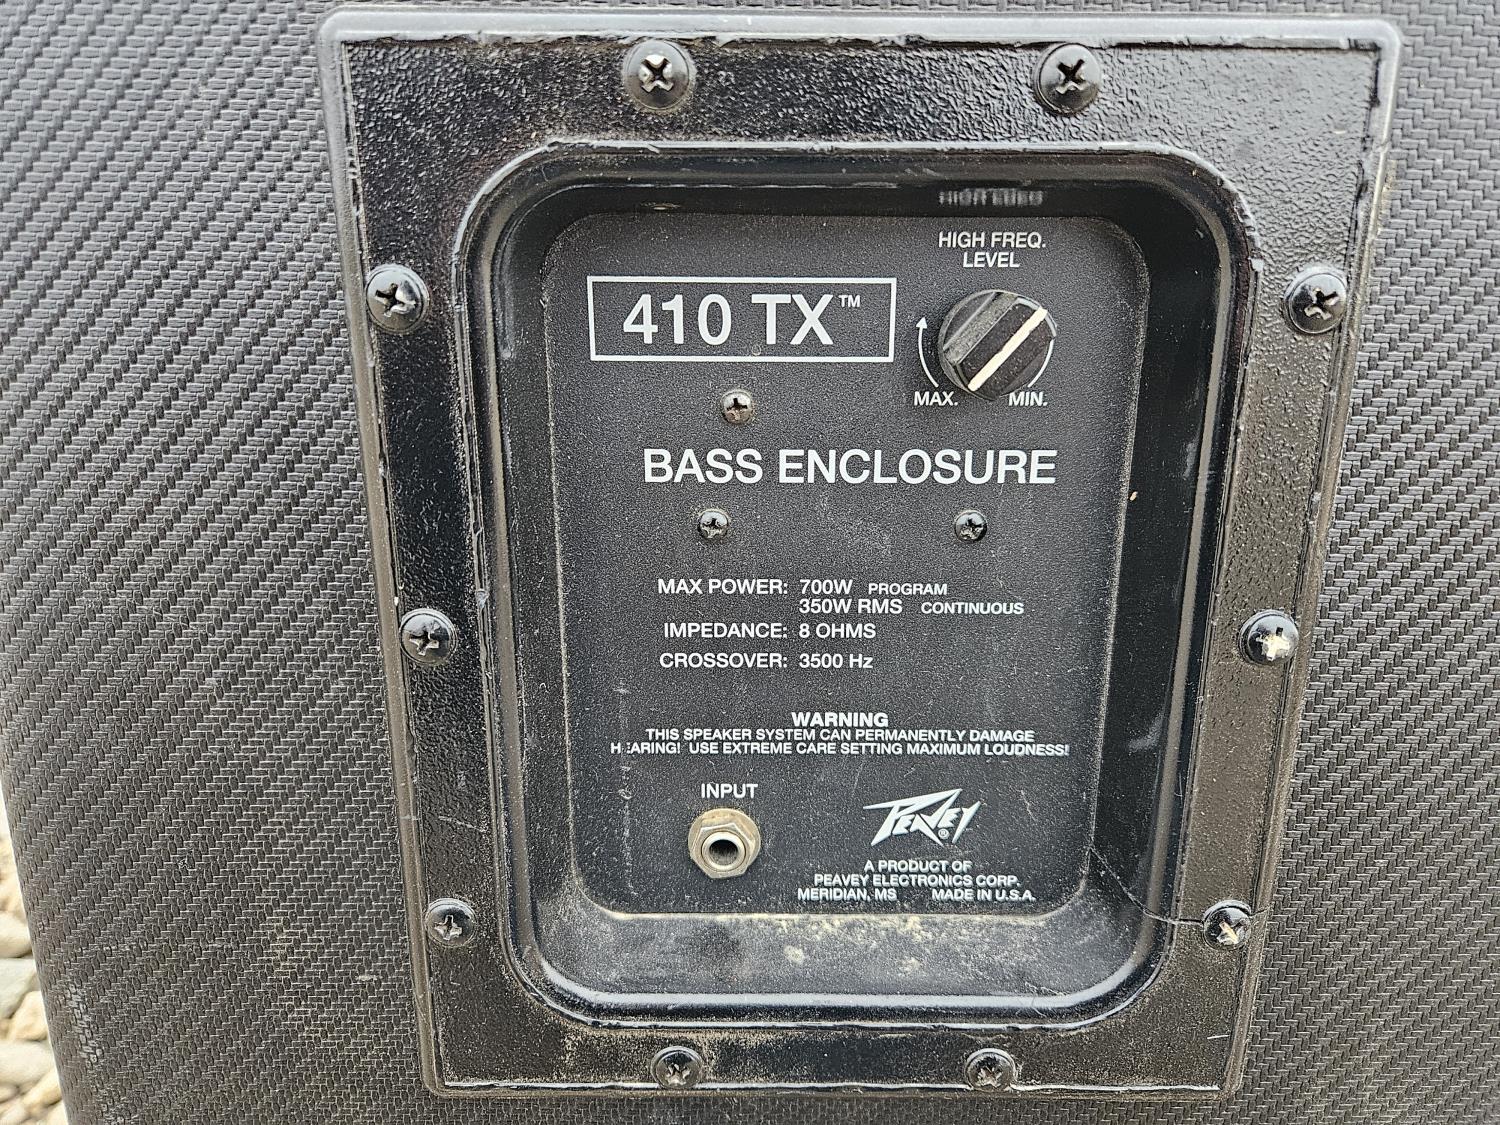 HIGH FREQ.
LEVEL
410 TX™
MAX. MIN.
BASS ENCLOSURE
MAX POWER: 700W PROGRAM
350W RMS CONTINUOUS
IMPEDANCE: 8 OHMS
CROSSOVER: 3500 Hz
WARNING
THIS SPEAKER SYSTEM CAN PERMANENTLY DAMAGE
HEARING! USE EXTREME CARE SETTING MAXIMUM LOUDNESS!
INPUT
PEAVEY®
A PRODUCT OF
PEAVEY ELECTRONICS CORP.
MERIDIAN, MS MADE IN U.S.A.